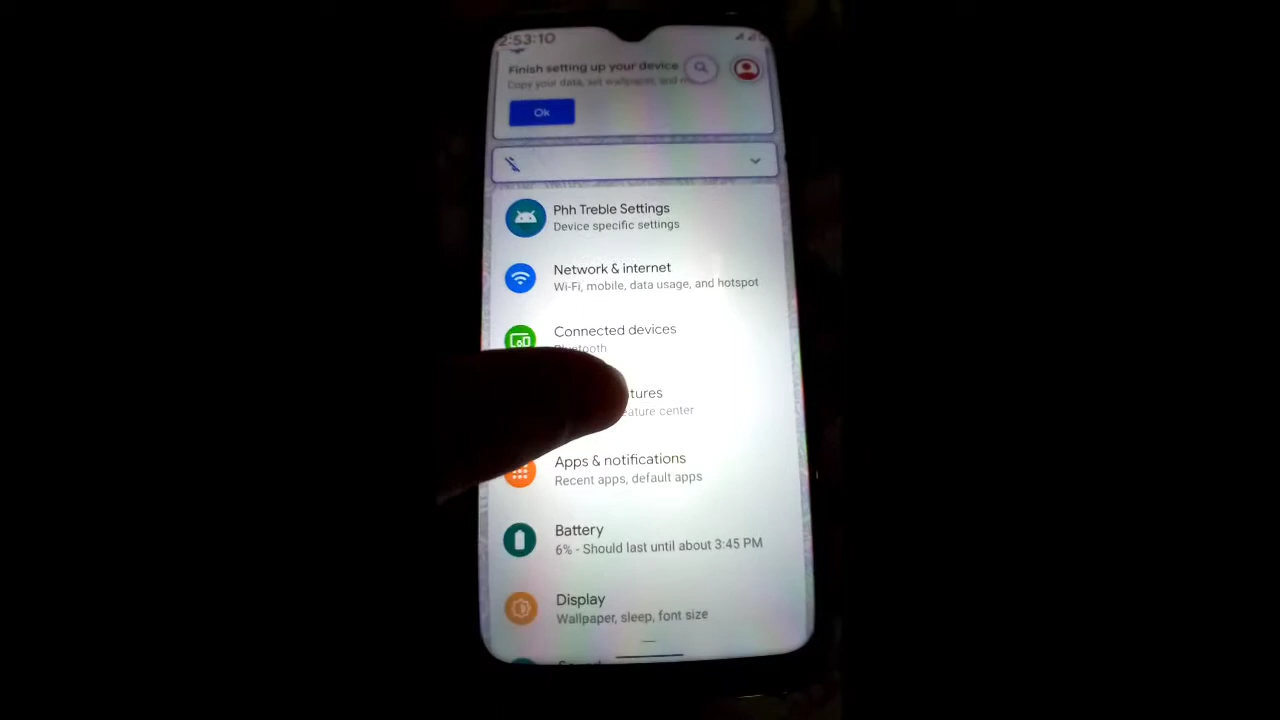 2:53:10
Finish setting up your device
Copy your data, set wallpaper, and m
Ok
Phh Treble Settings
Device specific settings
Network & internet
Wi-Fi, mobile, data usage, and hotspot
Connected devices
Bluetooth
tures
eature center
Apps & notifications
Recent apps, default apps
Battery
6% - Should last until about 3:45 PM
Display
Wallpaper, sleep, font size